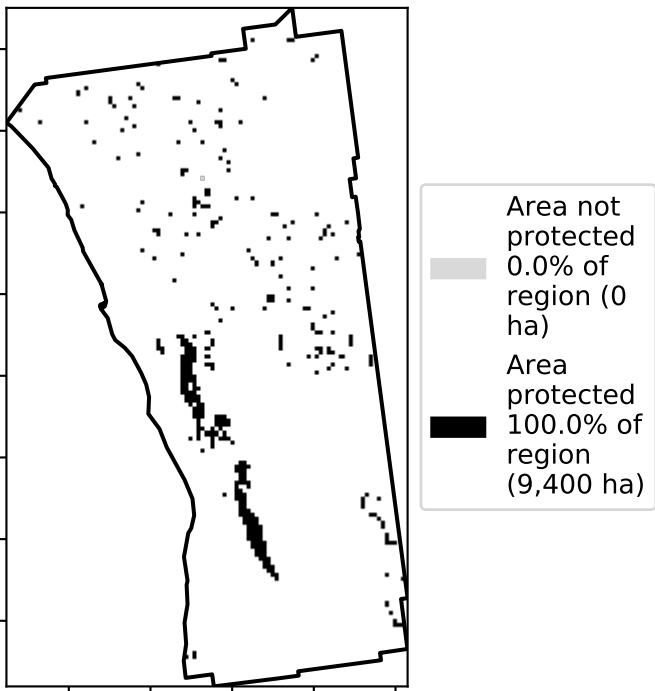 Area not
protected
0.0% of
region (0
ha)
Area
protected
100.0% of
region
(9,400 ha)